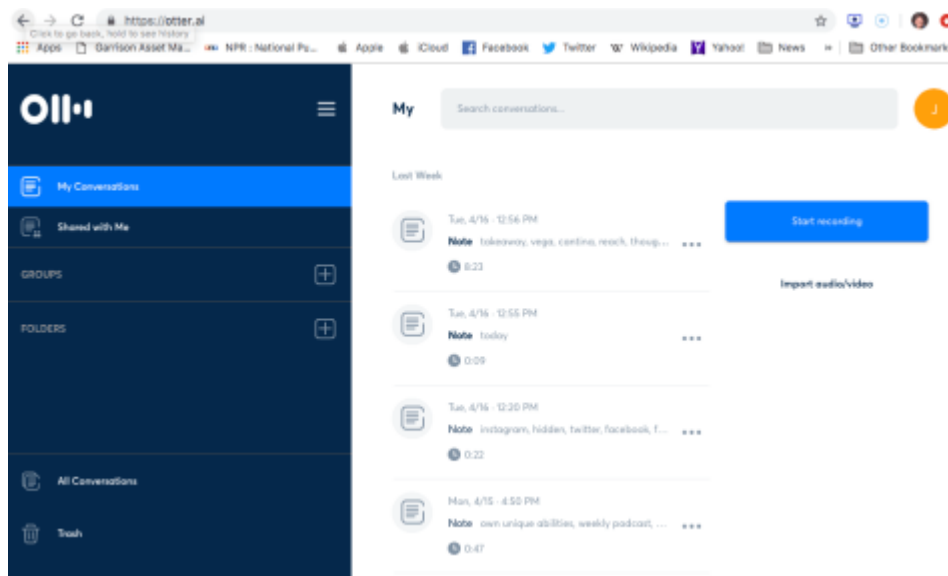 https://otter.ai
Click to go back, hold to see history
Apps Garrison Asset Ma... NPR : National Pu... Apple iCloud Facebook Twitter W Wikipedia Yahoo! News » Other Bookmark
My
Search conversations...
J
My Conversations
Shared with Me
GROUPS
FOLDERS
All Conversations
Trash
Last Week
Tue, 4/16 · 12:56 PM
Note takeaway, vega, cantina, reach, thoug...
8:23
Tue, 4/16 · 12:55 PM
Note today
0:09
Tue, 4/16 · 12:20 PM
Note instagram, hidden, twitter, facebook, f...
0:22
Mon, 4/15 · 4:50 PM
Note own unique abilities, weekly podcast, ...
0:47
Start recording
Import audio/video